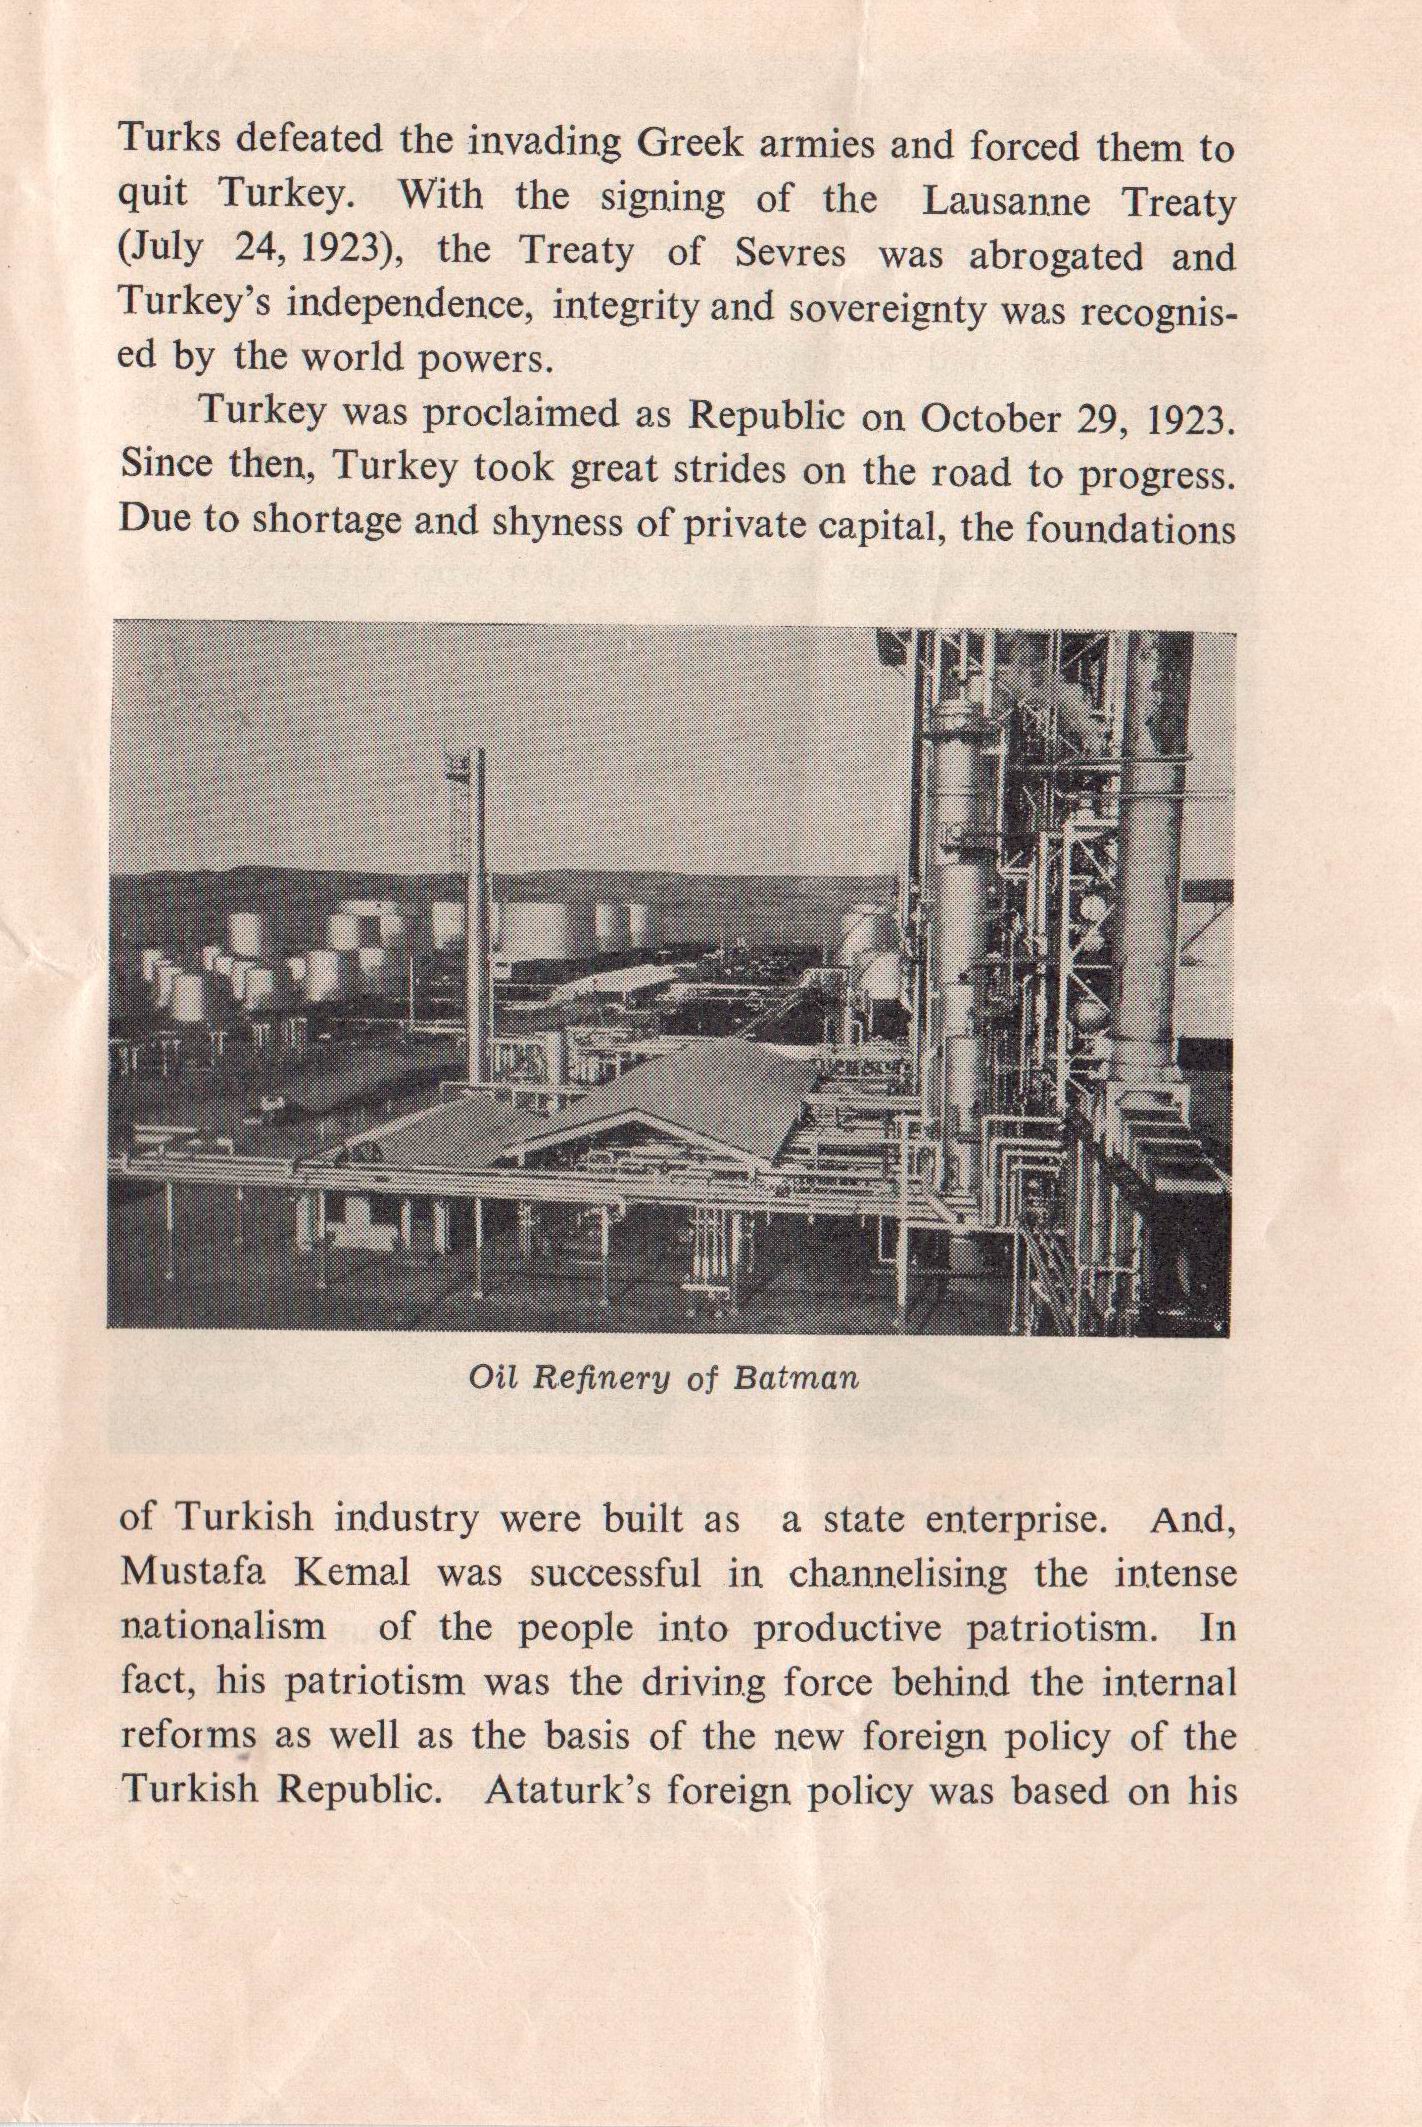 Turks defeated the invading Greek armies and forced them to
quit Turkey. With the signing of the Lausanne Treaty
(July 24, 1923), the Treaty of Sevres was abrogated and
Turkey's independence, integrity and sovereignty was recognis-
ed by the world powers.
Turkey was proclaimed as Republic on October 29, 1923.
Since then, Turkey took great strides on the road to progress.
Due to shortage and shyness of private capital, the foundations
Oil Refinery of Batman
of Turkish industry were built as a state enterprise. And,
Mustafa Kemal was successful in channelising the intense
nationalism of the people into productive patriotism. In
fact, his patriotism was the driving force behind the internal
reforms as well as the basis of the new foreign policy of the
Turkish Republic. Ataturk's foreign policy was based on his